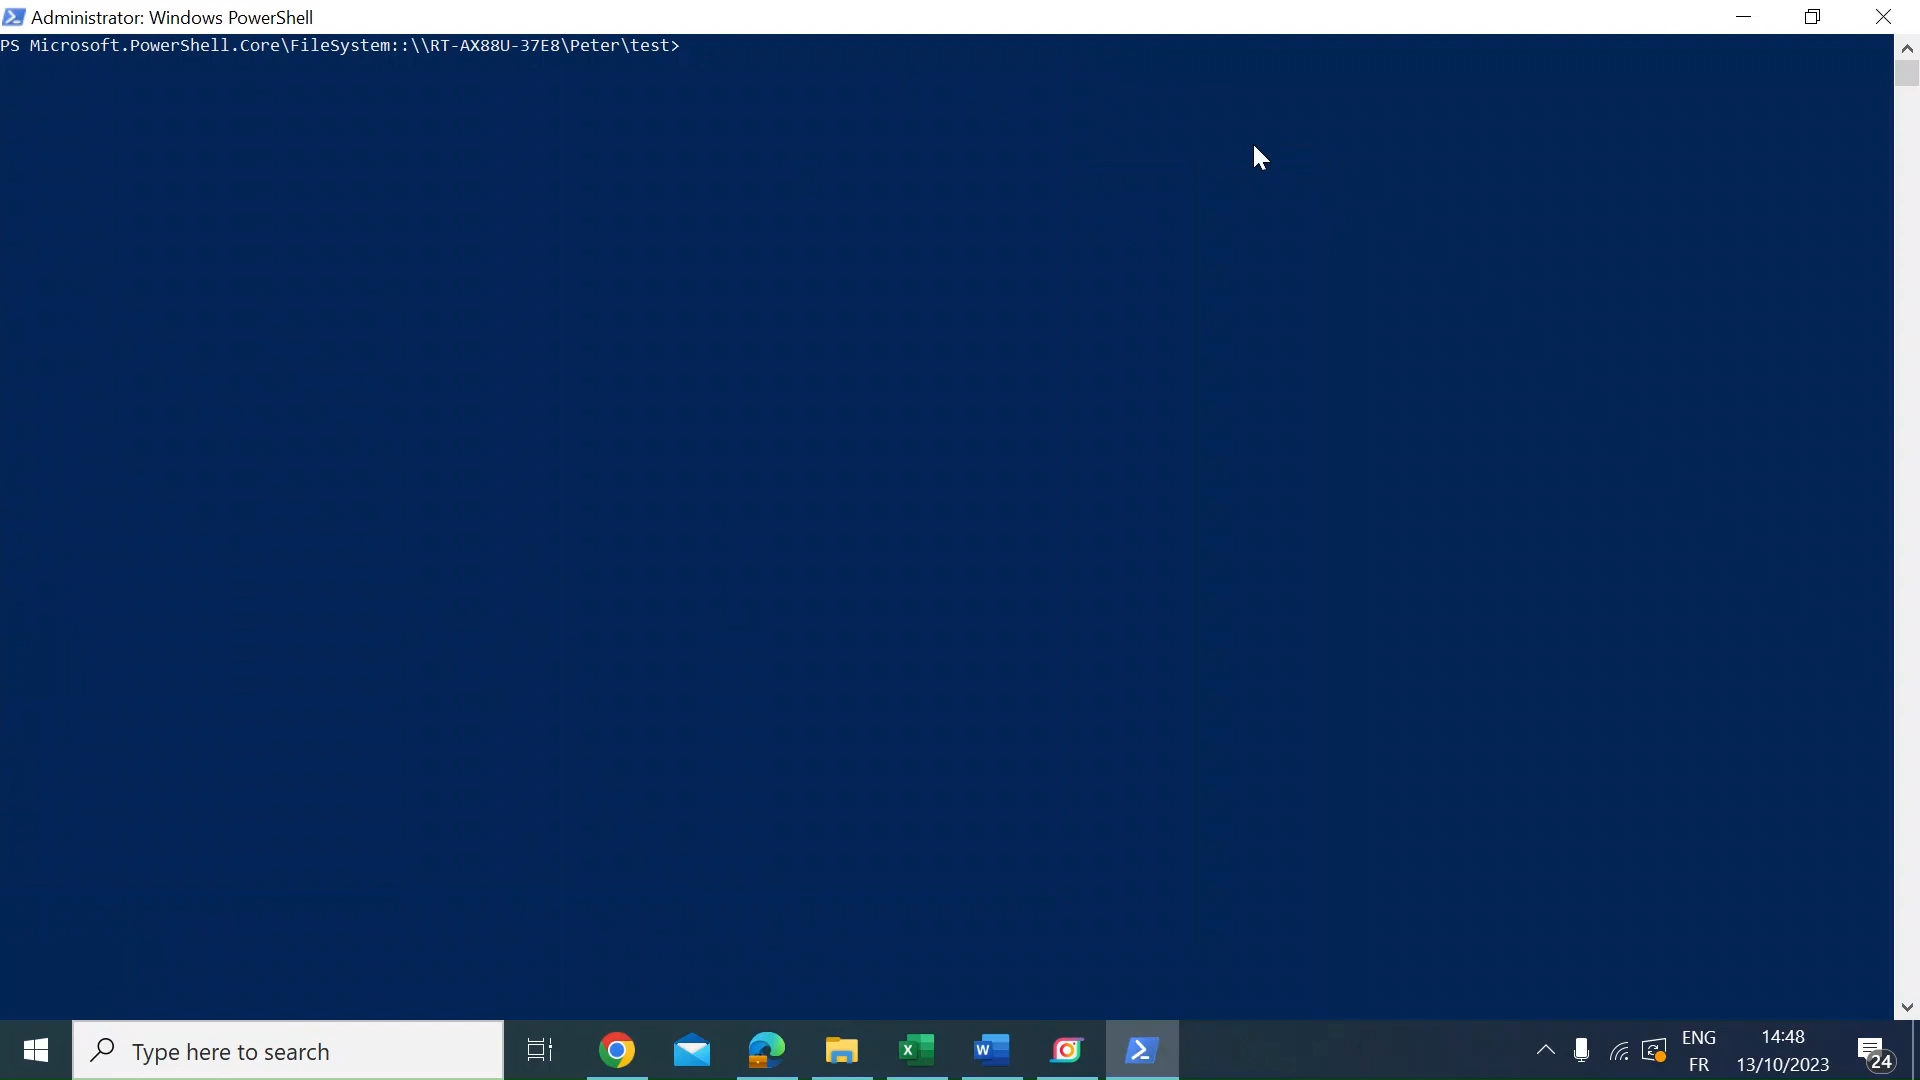 Administrator: Windows PowerShell
PS Microsoft.PowerShell.Core\FileSystem::\\RT-AX88U-37E8\Peter\test>
Type here to search
ENG
FR
14:48
13/10/2023
24